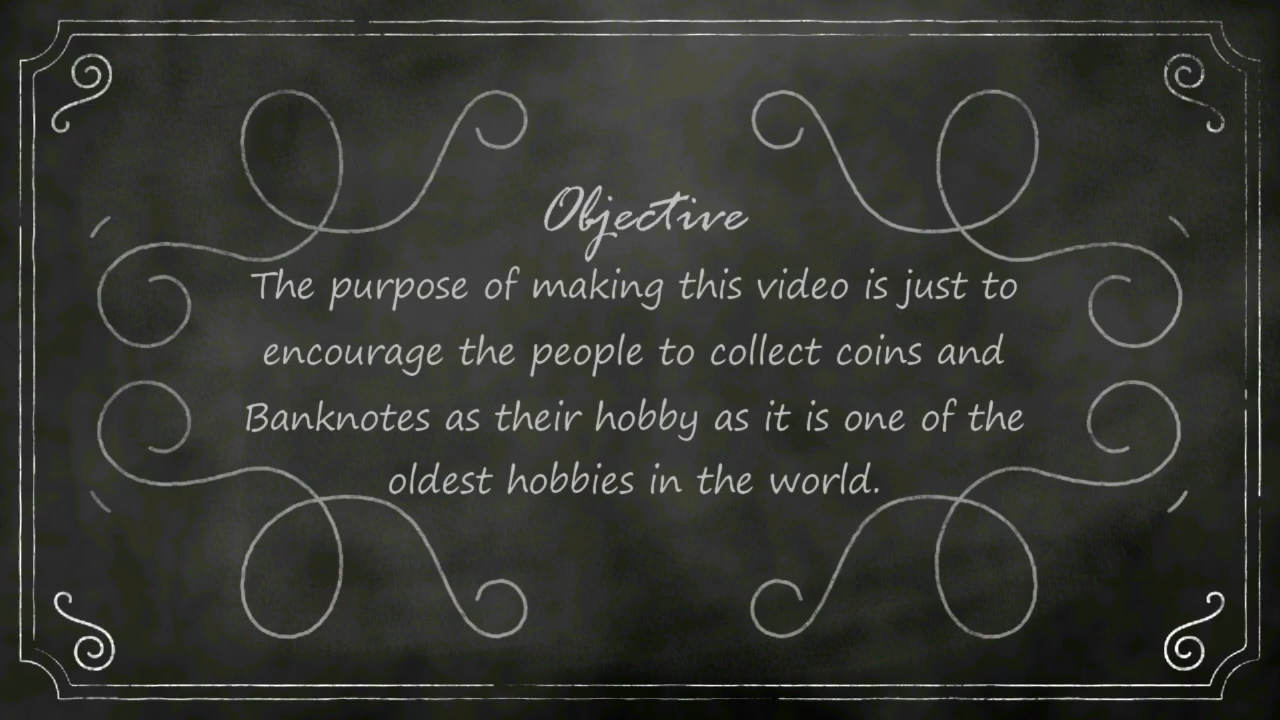 Objective
The purpose of making this video is just to
encourage the people to collect coins and
Banknotes as their hobby as it is one of the
oldest hobbies in the world.